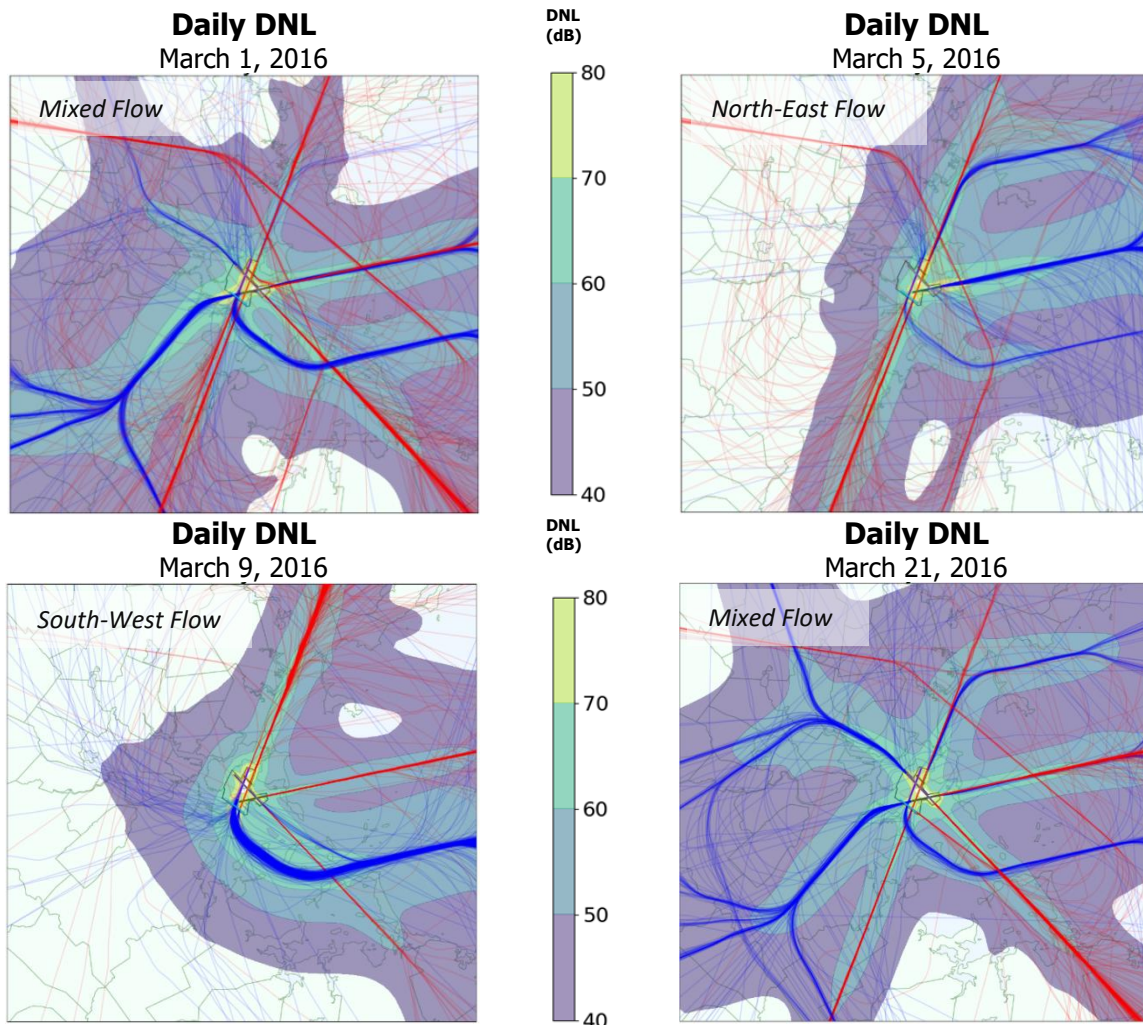 Daily DNL
March 1, 2016
Mixed Flow
DNL
(dB)
80
70
60
50
40
Daily DNL
March 5, 2016
North-East Flow
Daily DNL
March 9, 2016
South-West Flow
DNL
(dB)
80
70
60
50
40
Daily DNL
March 21, 2016
Mixed Flow